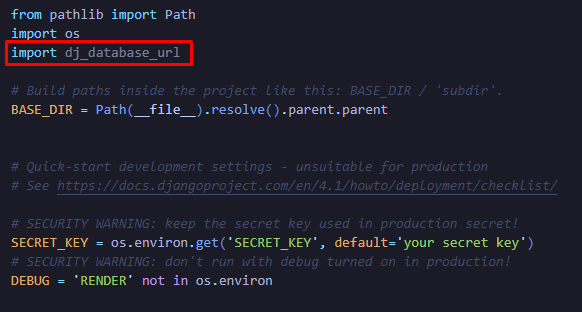 from pathlib import Path
import os
import dj_database_url
# Build paths inside the project like this: BASE_DIR / 'subdir'.
BASE_DIR = Path(__file__).resolve().parent.parent
# Quick-start development settings - unsuitable for production
# See https://docs.djangoproject.com/en/4.1/howto/deployment/checklist/
# SECURITY WARNING: keep the secret key used in production secret!
SECRET_KEY = os.environ.get('SECRET_KEY', default='your secret key')
# SECURITY WARNING: don't run with debug turned on in production!
DEBUG = 'RENDER' not in os.environ